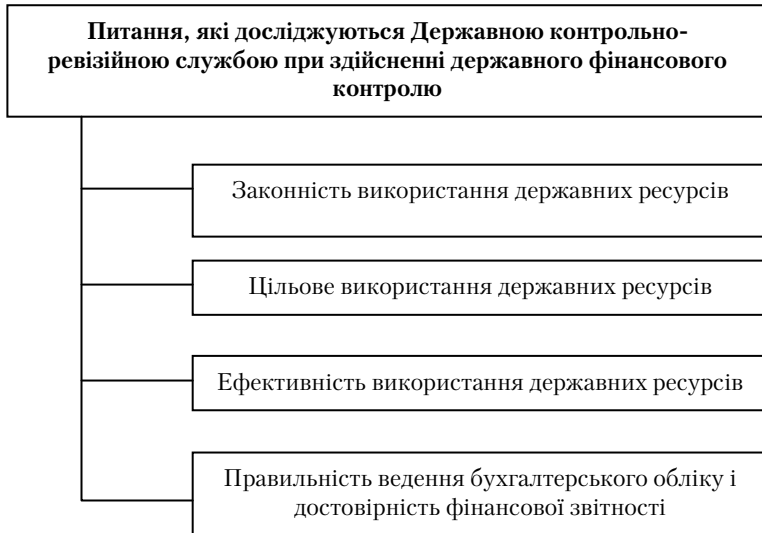 Питання, які досліджуються Державною контрольно-
ревізійною службою при здійсненні державного фінансового
контролю
Законність використання державних ресурсів
Цільове використання державних ресурсів
Ефективність використання державних ресурсів
Правильність ведення бухгалтерського обліку і
достовірність фінансової звітності